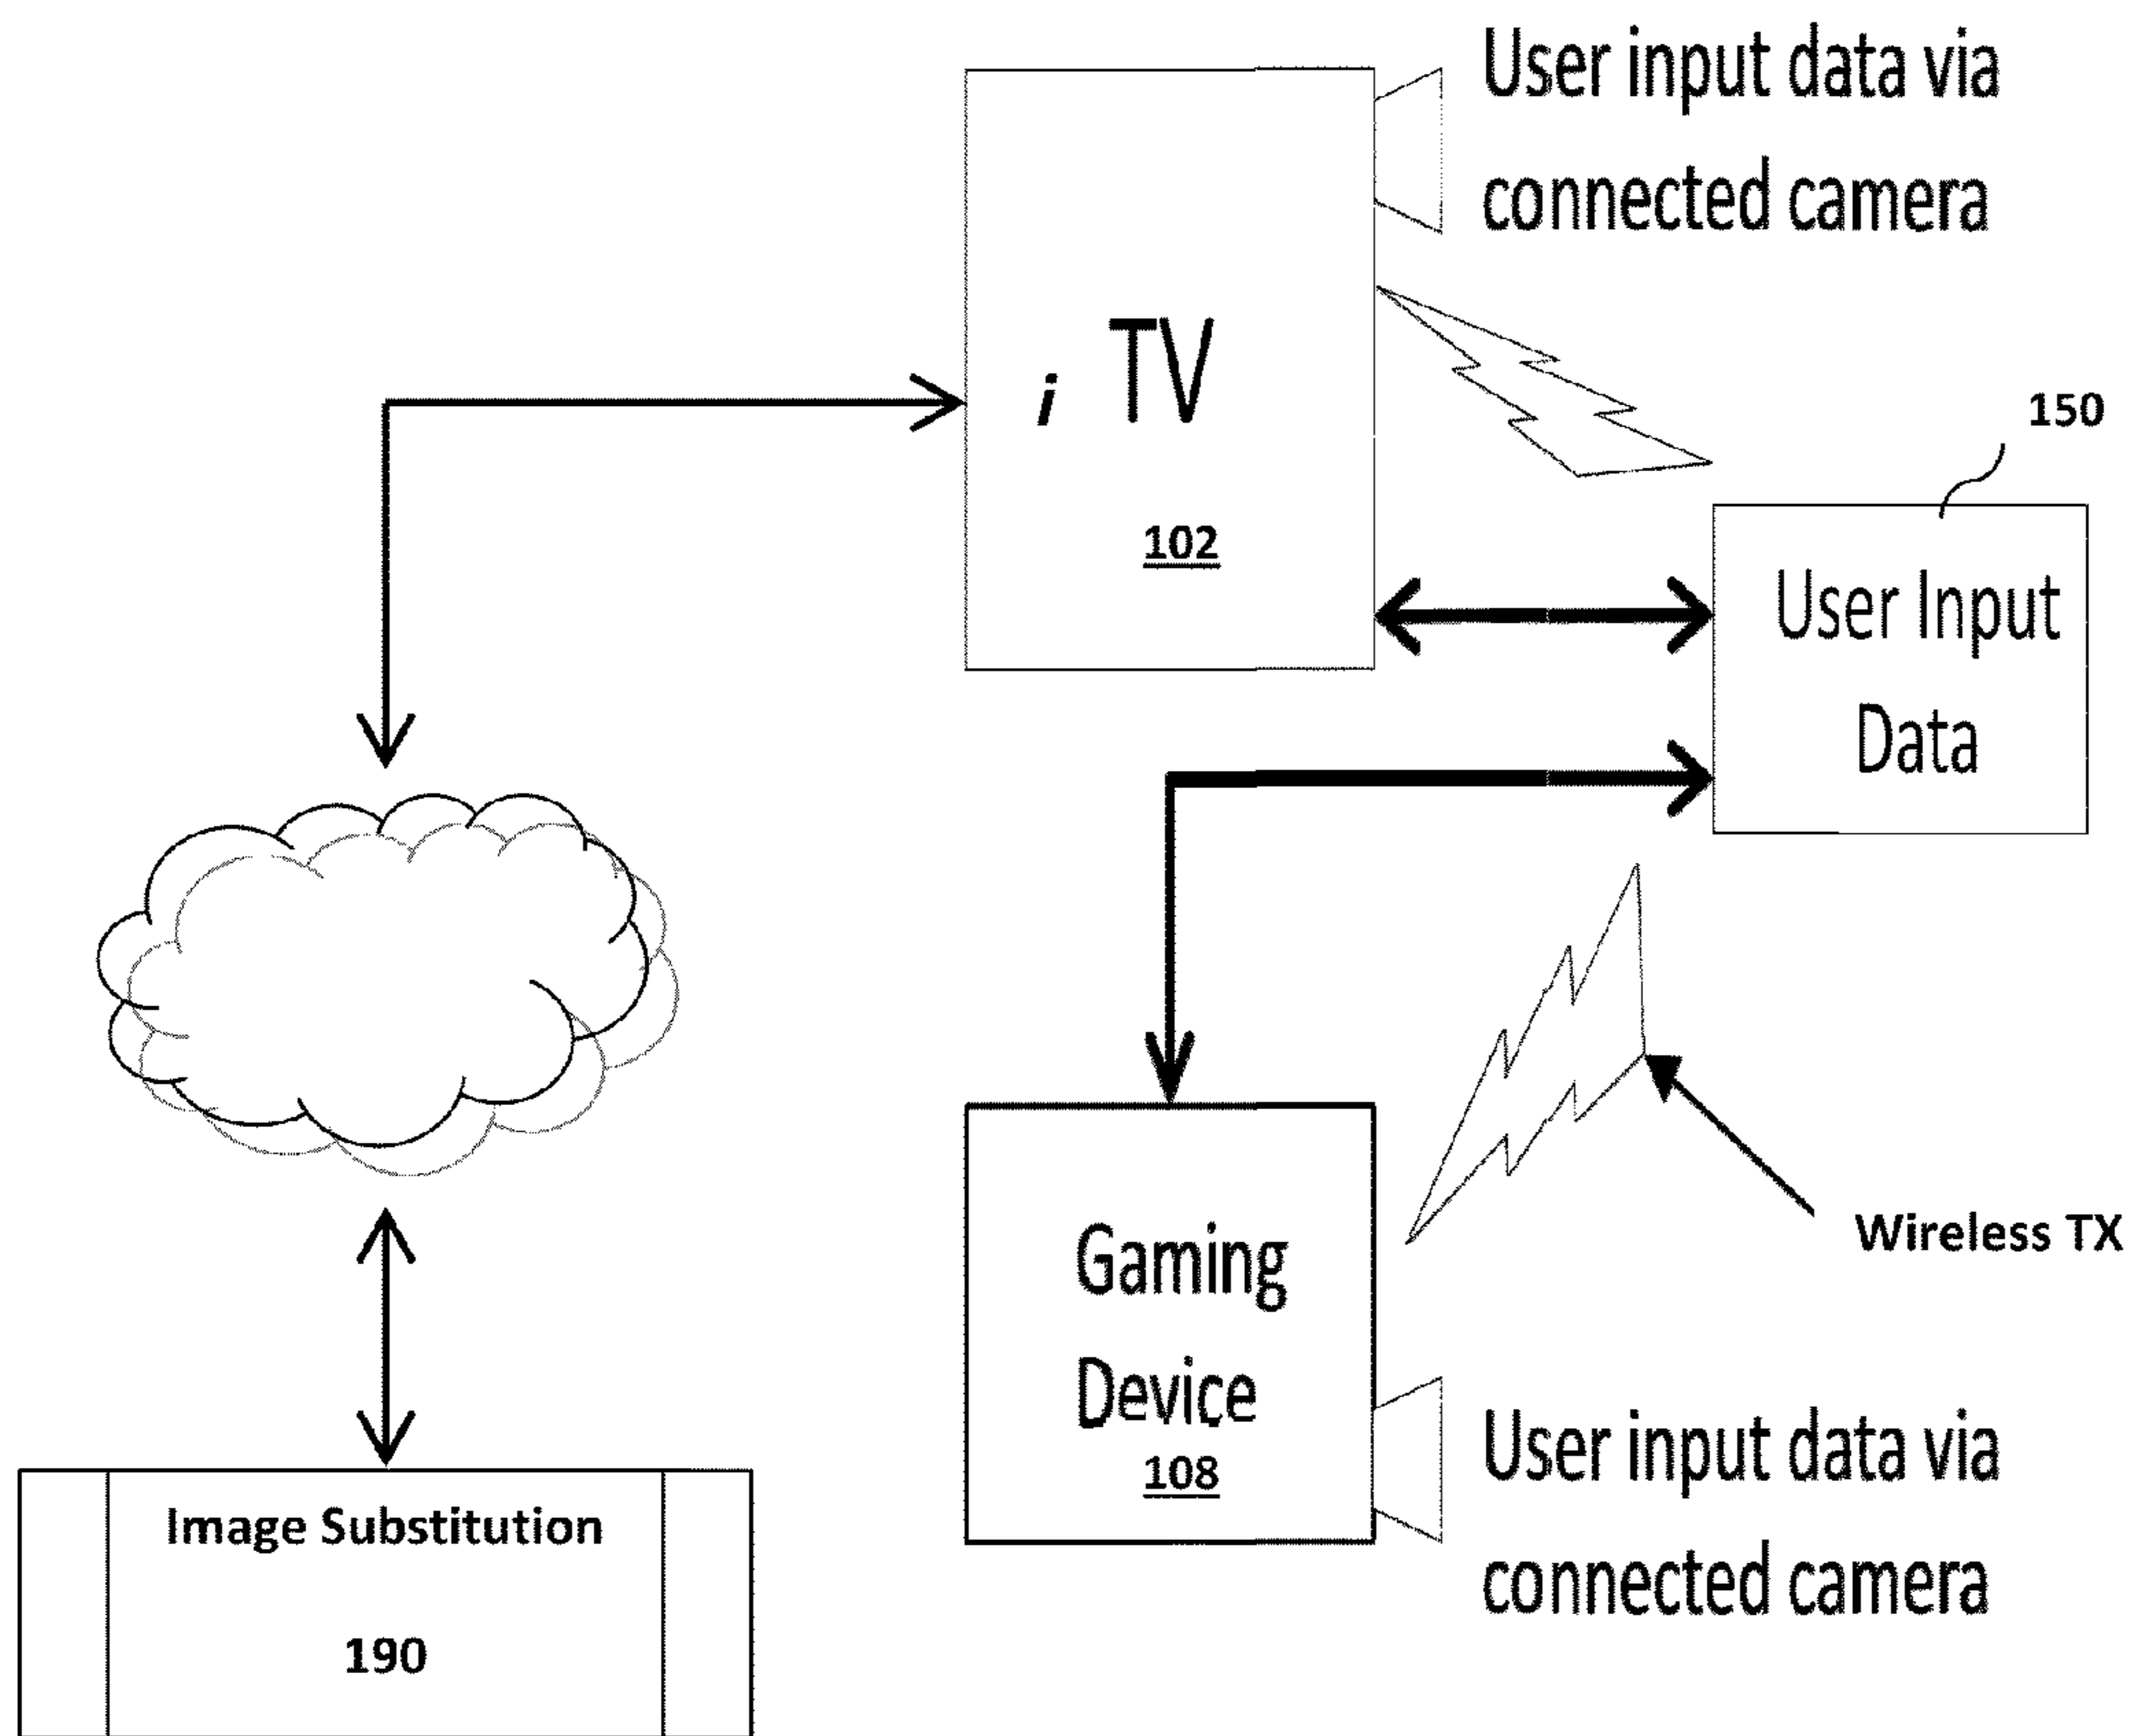 User input data via
connected camera
i TV
102
150
User Input
Data
Gaming
Device
108
Wireless TX
User input data via
connected camera
Image Substitution
190